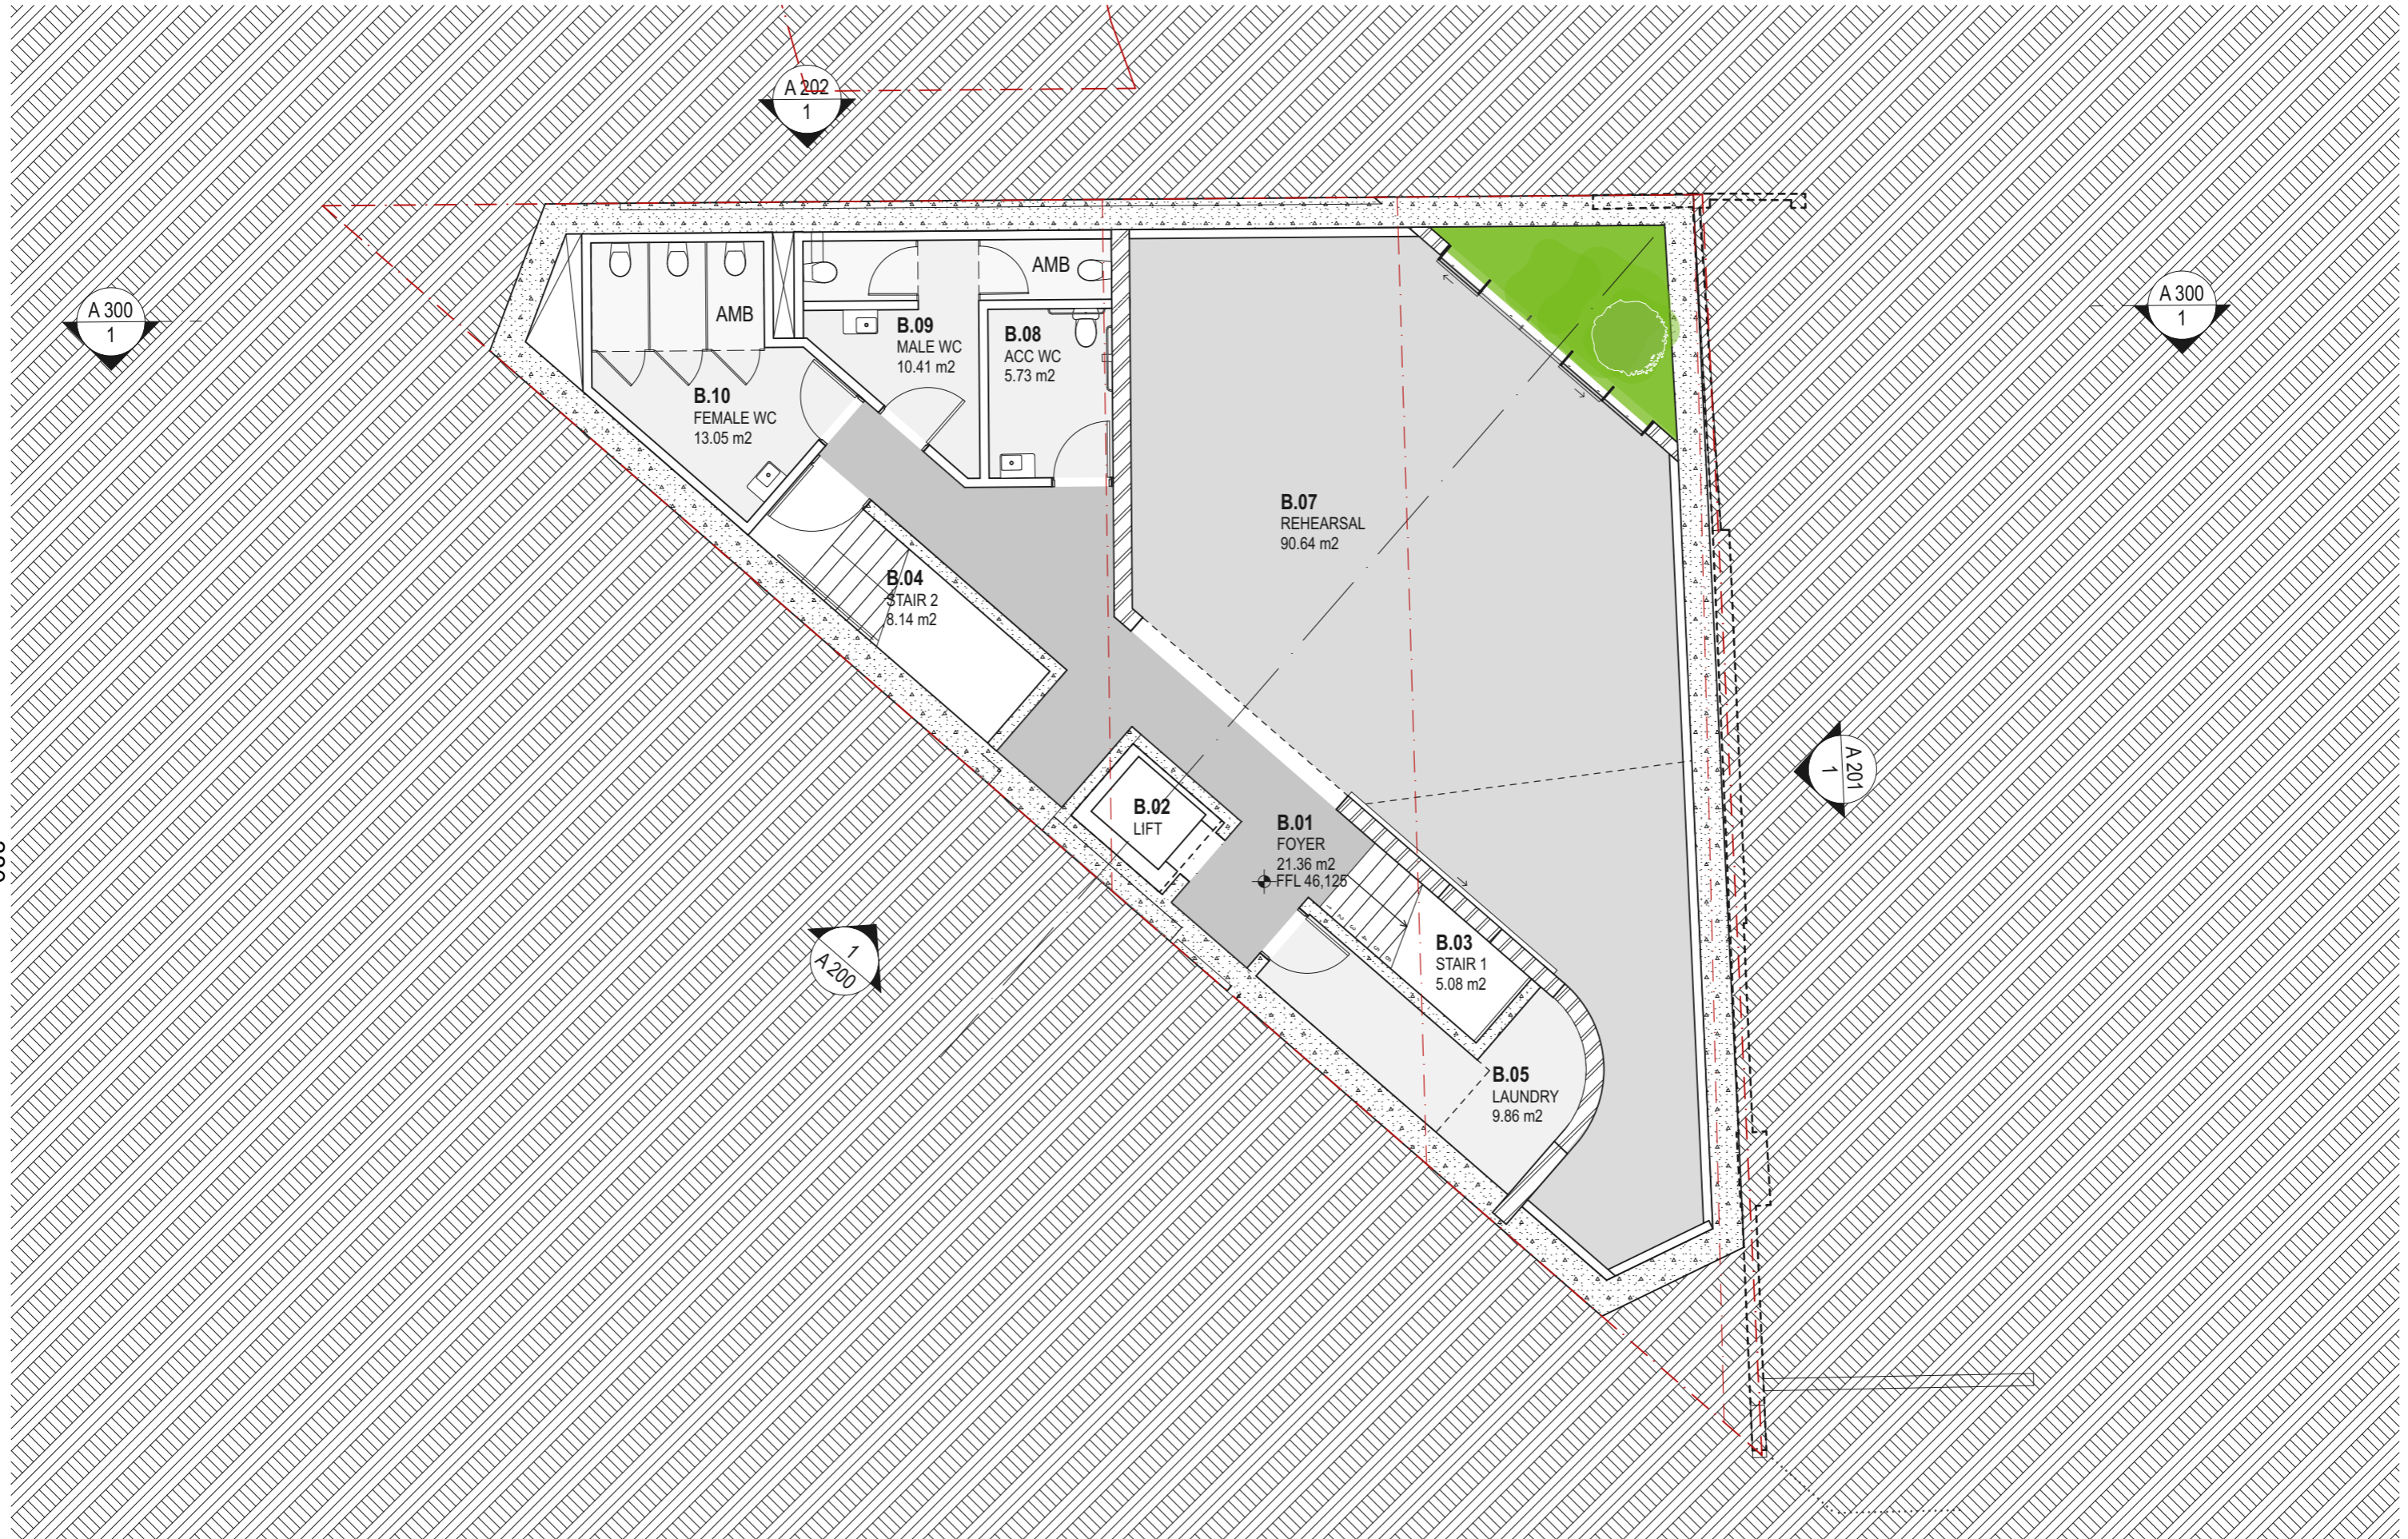 A 202
1
A 300
1
A 300
1
AMB
B.09
MALE WC
10.41 m2
B.08
ACC WC
5.73 m2
AMB
B.10
FEMALE WC
13.05 m2
B.07
REHEARSAL
90.64 m2
B.04
STAIR 2
8.14 m2
B.02
LIFT
B.01
FOYER
21.36 m2
FFL 46,125
A 201
1
1
A 200
B.03
STAIR 1
5.08 m2
B.05
LAUNDRY
9.86 m2